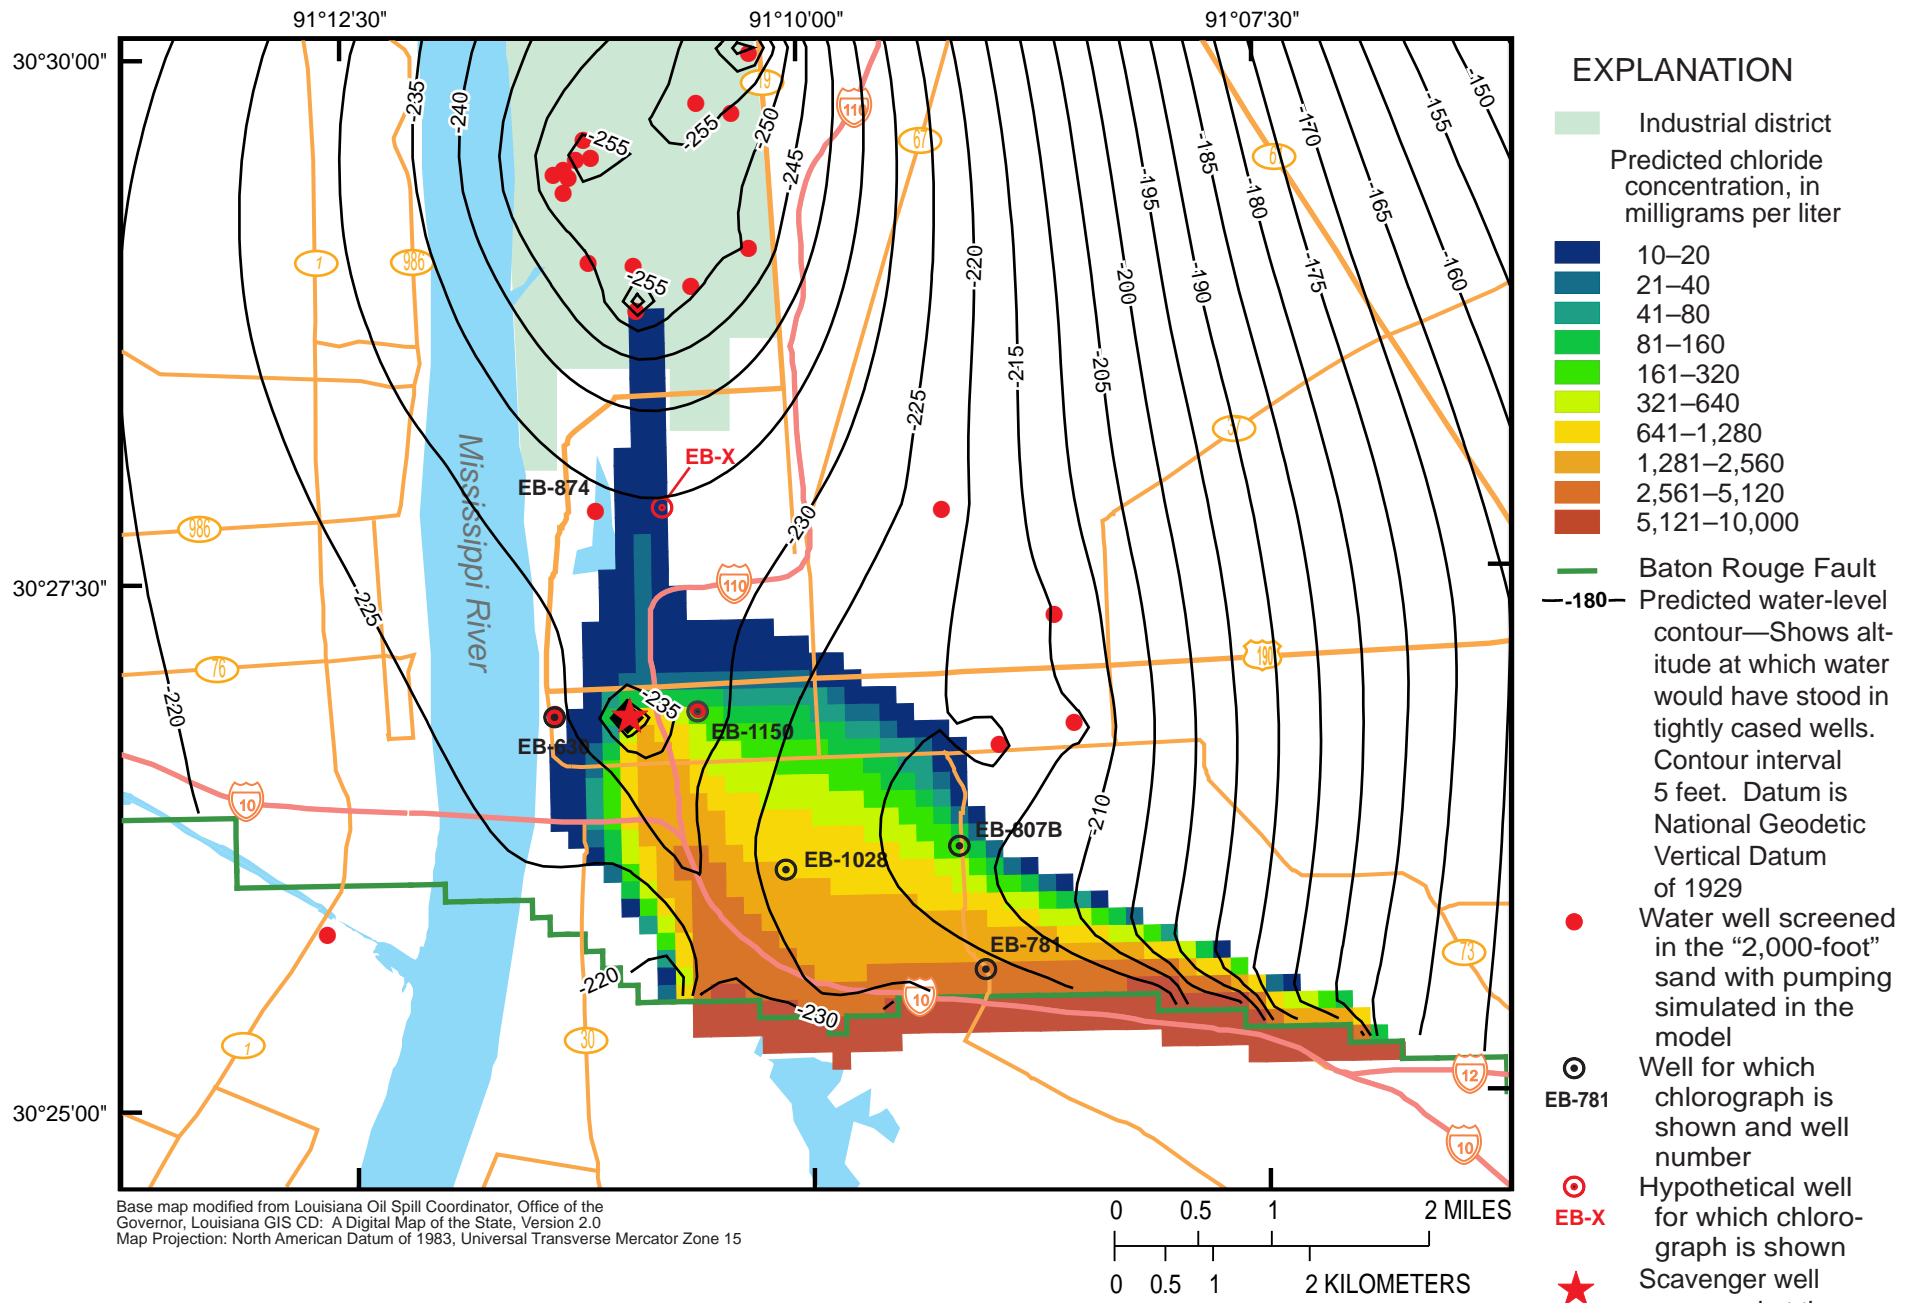 91°12'30"
91°10'00"
91°07'30"
30°30'00"
30°27'30"
30°25'00"
-235
-240
-255
-255
-250
-245
-255
19
110
67
67
-150
-155
-170
-185
-195
-180
-165
-160
-175
-190
-200
-220
-215
-205
-225
-230
-225
-220
-235
-210
-220
-230
1
986
986
76
37
190
110
10
10
10
12
73
30
1
Mississippi River
EB-X
EB-874
EB-630
EB-1150
EB-807B
EB-1028
EB-781
EXPLANATION
Industrial district
Predicted chloride
concentration, in
milligrams per liter
10–20
21–40
41–80
81–160
161–320
321–640
641–1,280
1,281–2,560
2,561–5,120
5,121–10,000
Baton Rouge Fault
-180
Predicted water-level
contour—Shows alt-
itude at which water
would have stood in
tightly cased wells.
Contour interval
5 feet. Datum is
National Geodetic
Vertical Datum
of 1929
Water well screened
in the “2,000-foot”
sand with pumping
simulated in the
model
Well for which
chlorograph is
shown and well
number
EB-781
Hypothetical well
for which chloro-
graph is shown
EB-X
Scavenger well
Base map modified from Louisiana Oil Spill Coordinator, Office of the
Governor, Louisiana GIS CD: A Digital Map of the State, Version 2.0
Map Projection: North American Datum of 1983, Universal Transverse Mercator Zone 15
0 0.5 1 2 MILES
0 0.5 1 2 KILOMETERS